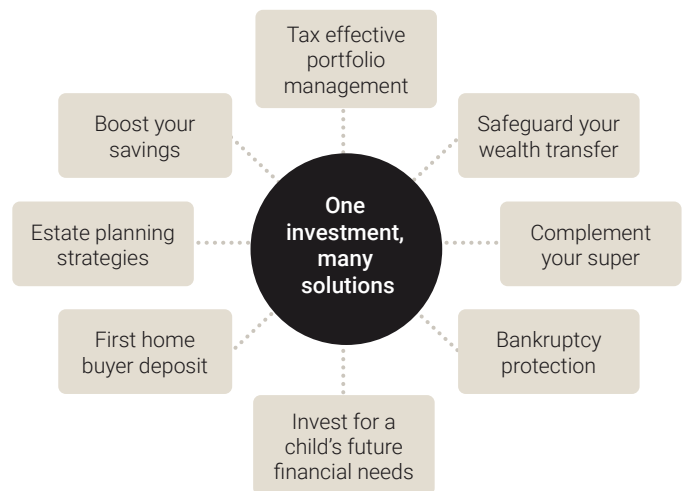 Tax effective
portfolio
management
Boost your
savings
Safeguard your
wealth transfer
One
investment,
many
solutions
Estate planning
strategies
Complement
your super
First home
buyer deposit
Bankruptcy
protection
Invest for a
child's future
financial needs